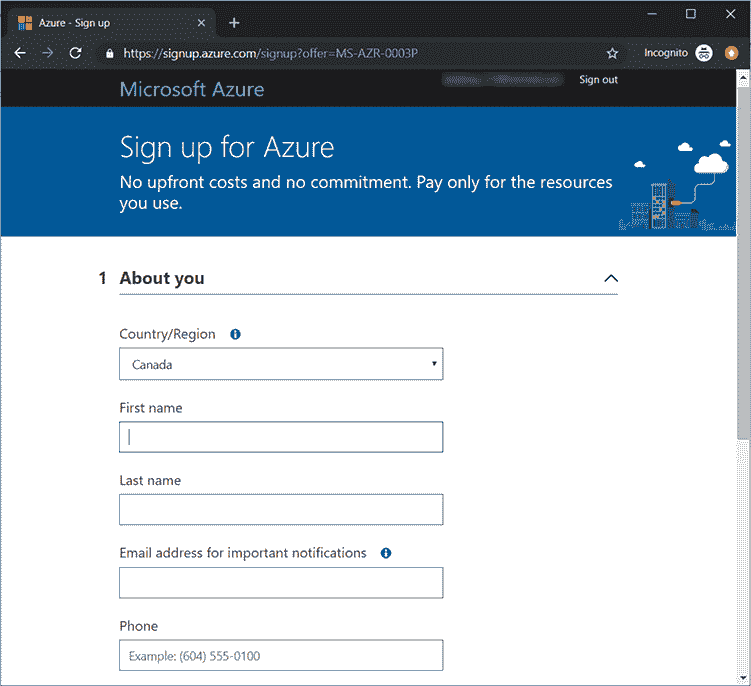 Azure - Sign up
https://signup.azure.com/signup?offer=MS-AZR-0003P
Incognito
Microsoft Azure
Sign out
Sign up for Azure
No upfront costs and no commitment. Pay only for the resources
you use.
1 About you
Country/Region
Canada
First name
Last name
Email address for important notifications
Phone
Example: (604) 555-0100